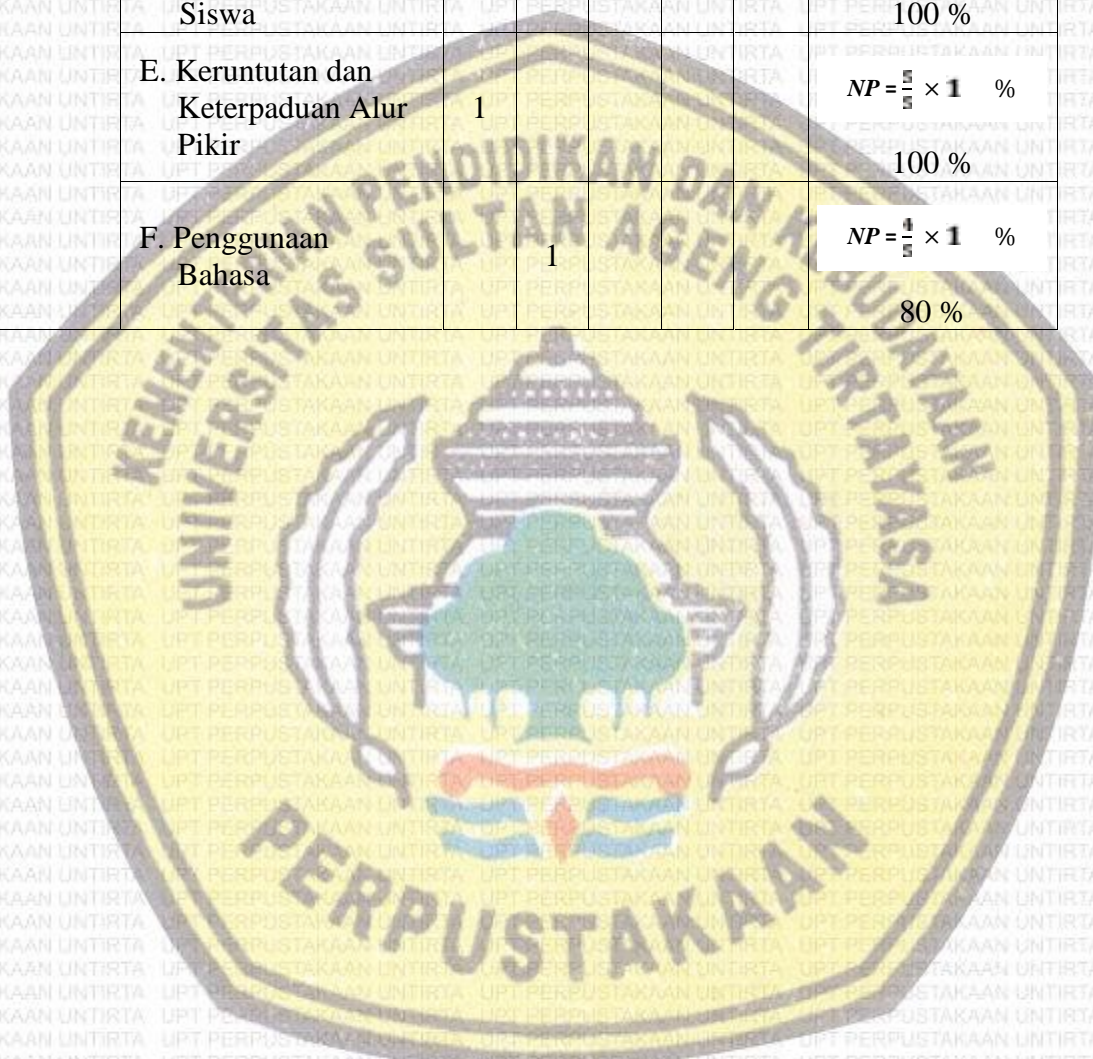 Siswa 100 %
E. Keruntutan dan
Keterpaduan Alur 1
Pikir
NP = 5/5 × 1 %
100 %
F. Penggunaan
Bahasa 1
NP = 4/5 × 1 %
80 %
KEMENTERIAN PENDIDIKAN DAN KEBUDAYAAN
UNIVERSITAS SULTAN AGENG TIRTAYASA
PERPUSTAKAAN
UPT PERPUSTAKAAN UNTIRTA